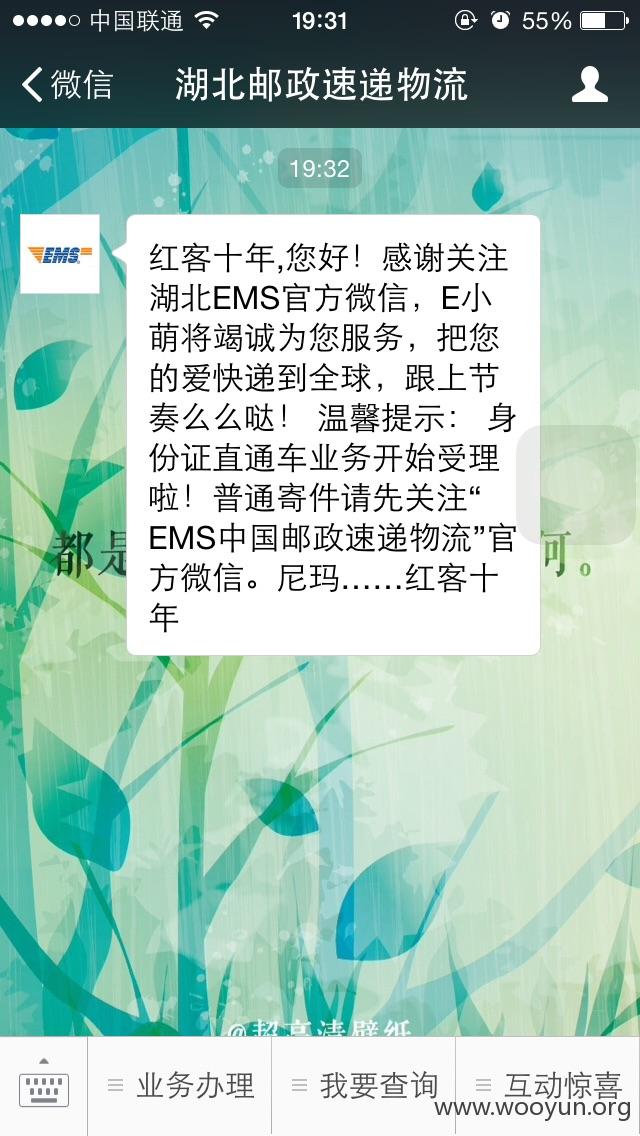 中国联通 19:31 55%
微信 湖北邮政速递物流
19:32
EMS
红客十年,您好！感谢关注
湖北EMS官方微信，E小
萌将竭诚为您服务，把您
的爱快递到全球，跟上节
奏么么哒！ 温馨提示： 身
份证直通车业务开始受理
啦！普通寄件请先关注“
EMS中国邮政速递物流”官
方微信。尼玛……红客十
年
都是
何。
@超高清壁纸
业务办理 我要查询 互动惊喜
www.wooyun.org